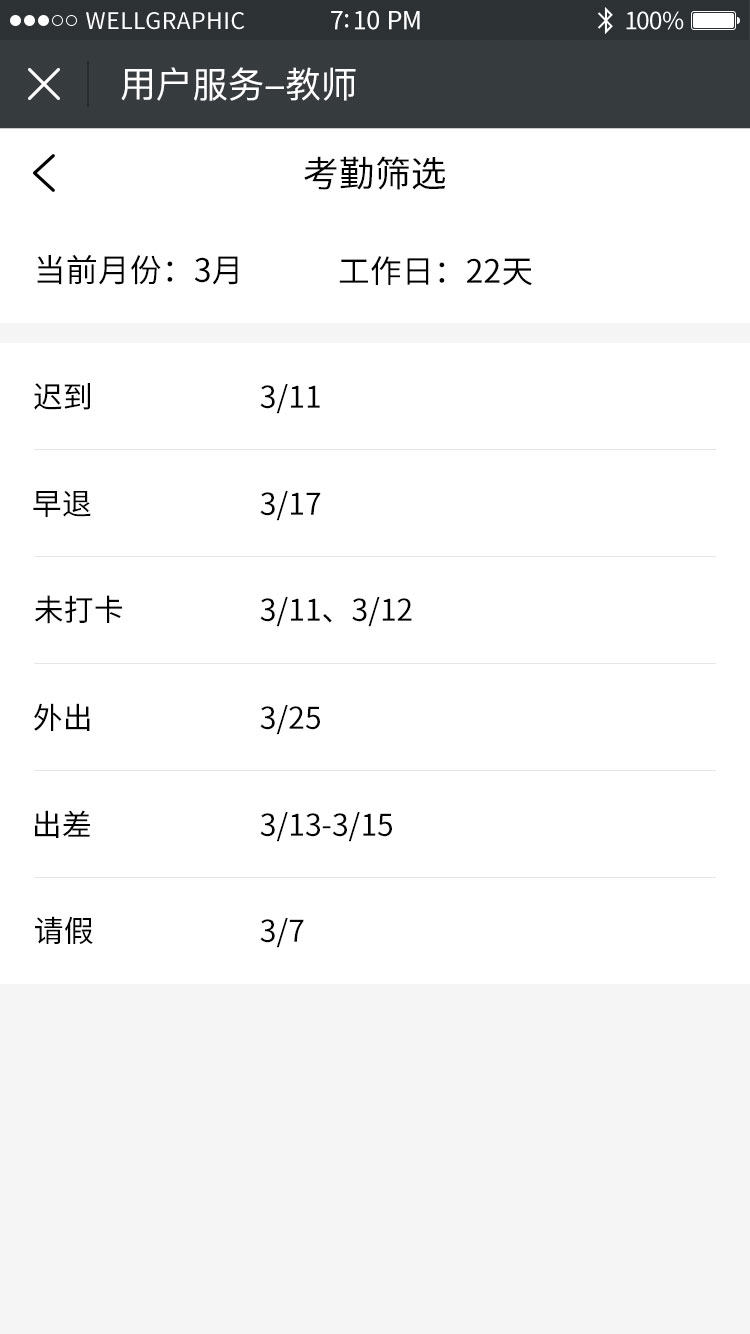 WELLGRAPHIC 7:10 PM 100%
用户服务–教师
考勤筛选
当前月份：3月 工作日：22天
迟到 3/11
早退 3/17
未打卡 3/11、3/12
外出 3/25
出差 3/13-3/15
请假 3/7